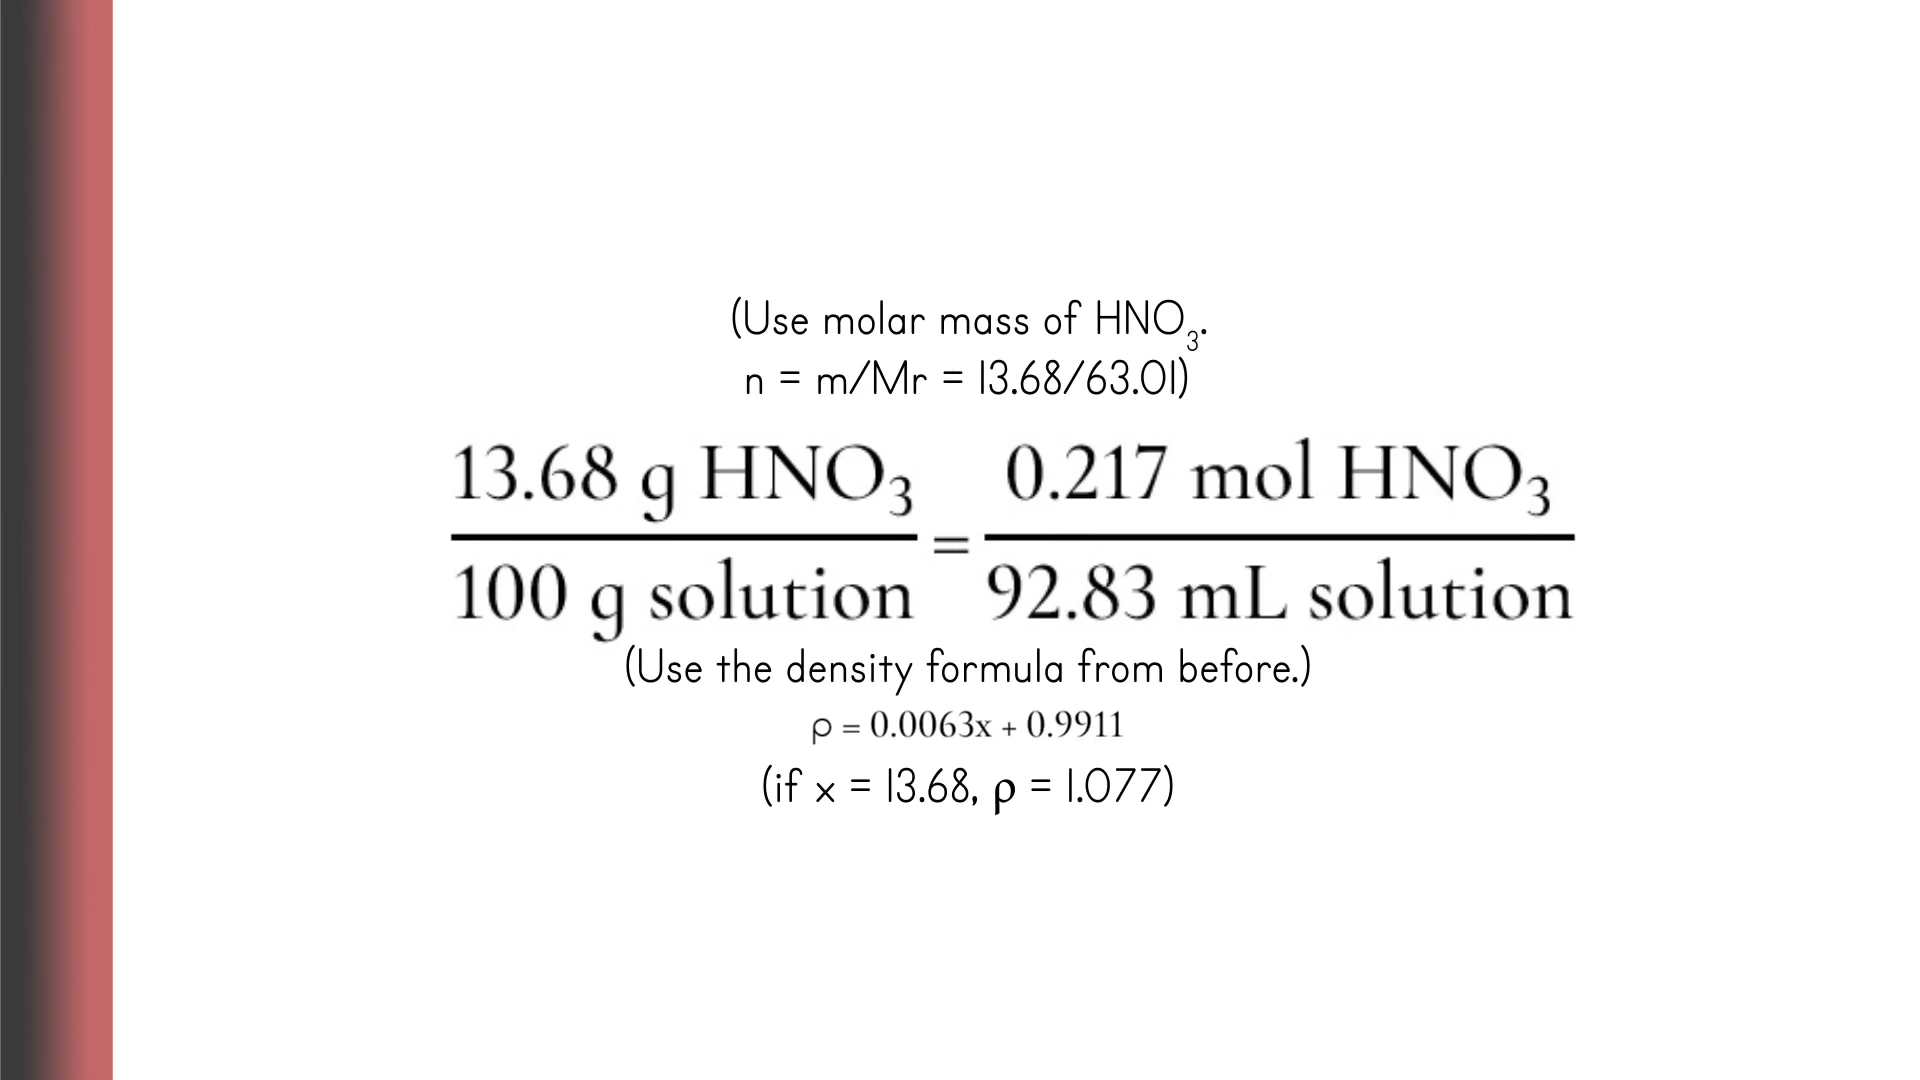 (Use molar mass of HNO₃.
n = m/Mr = 13.68/63.01)
13.68 g HNO₃ / 100 g solution = 0.217 mol HNO₃ / 92.83 mL solution
(Use the density formula from before.)
ρ = 0.0063x + 0.9911
(if x = 13.68, ρ = 1.077)